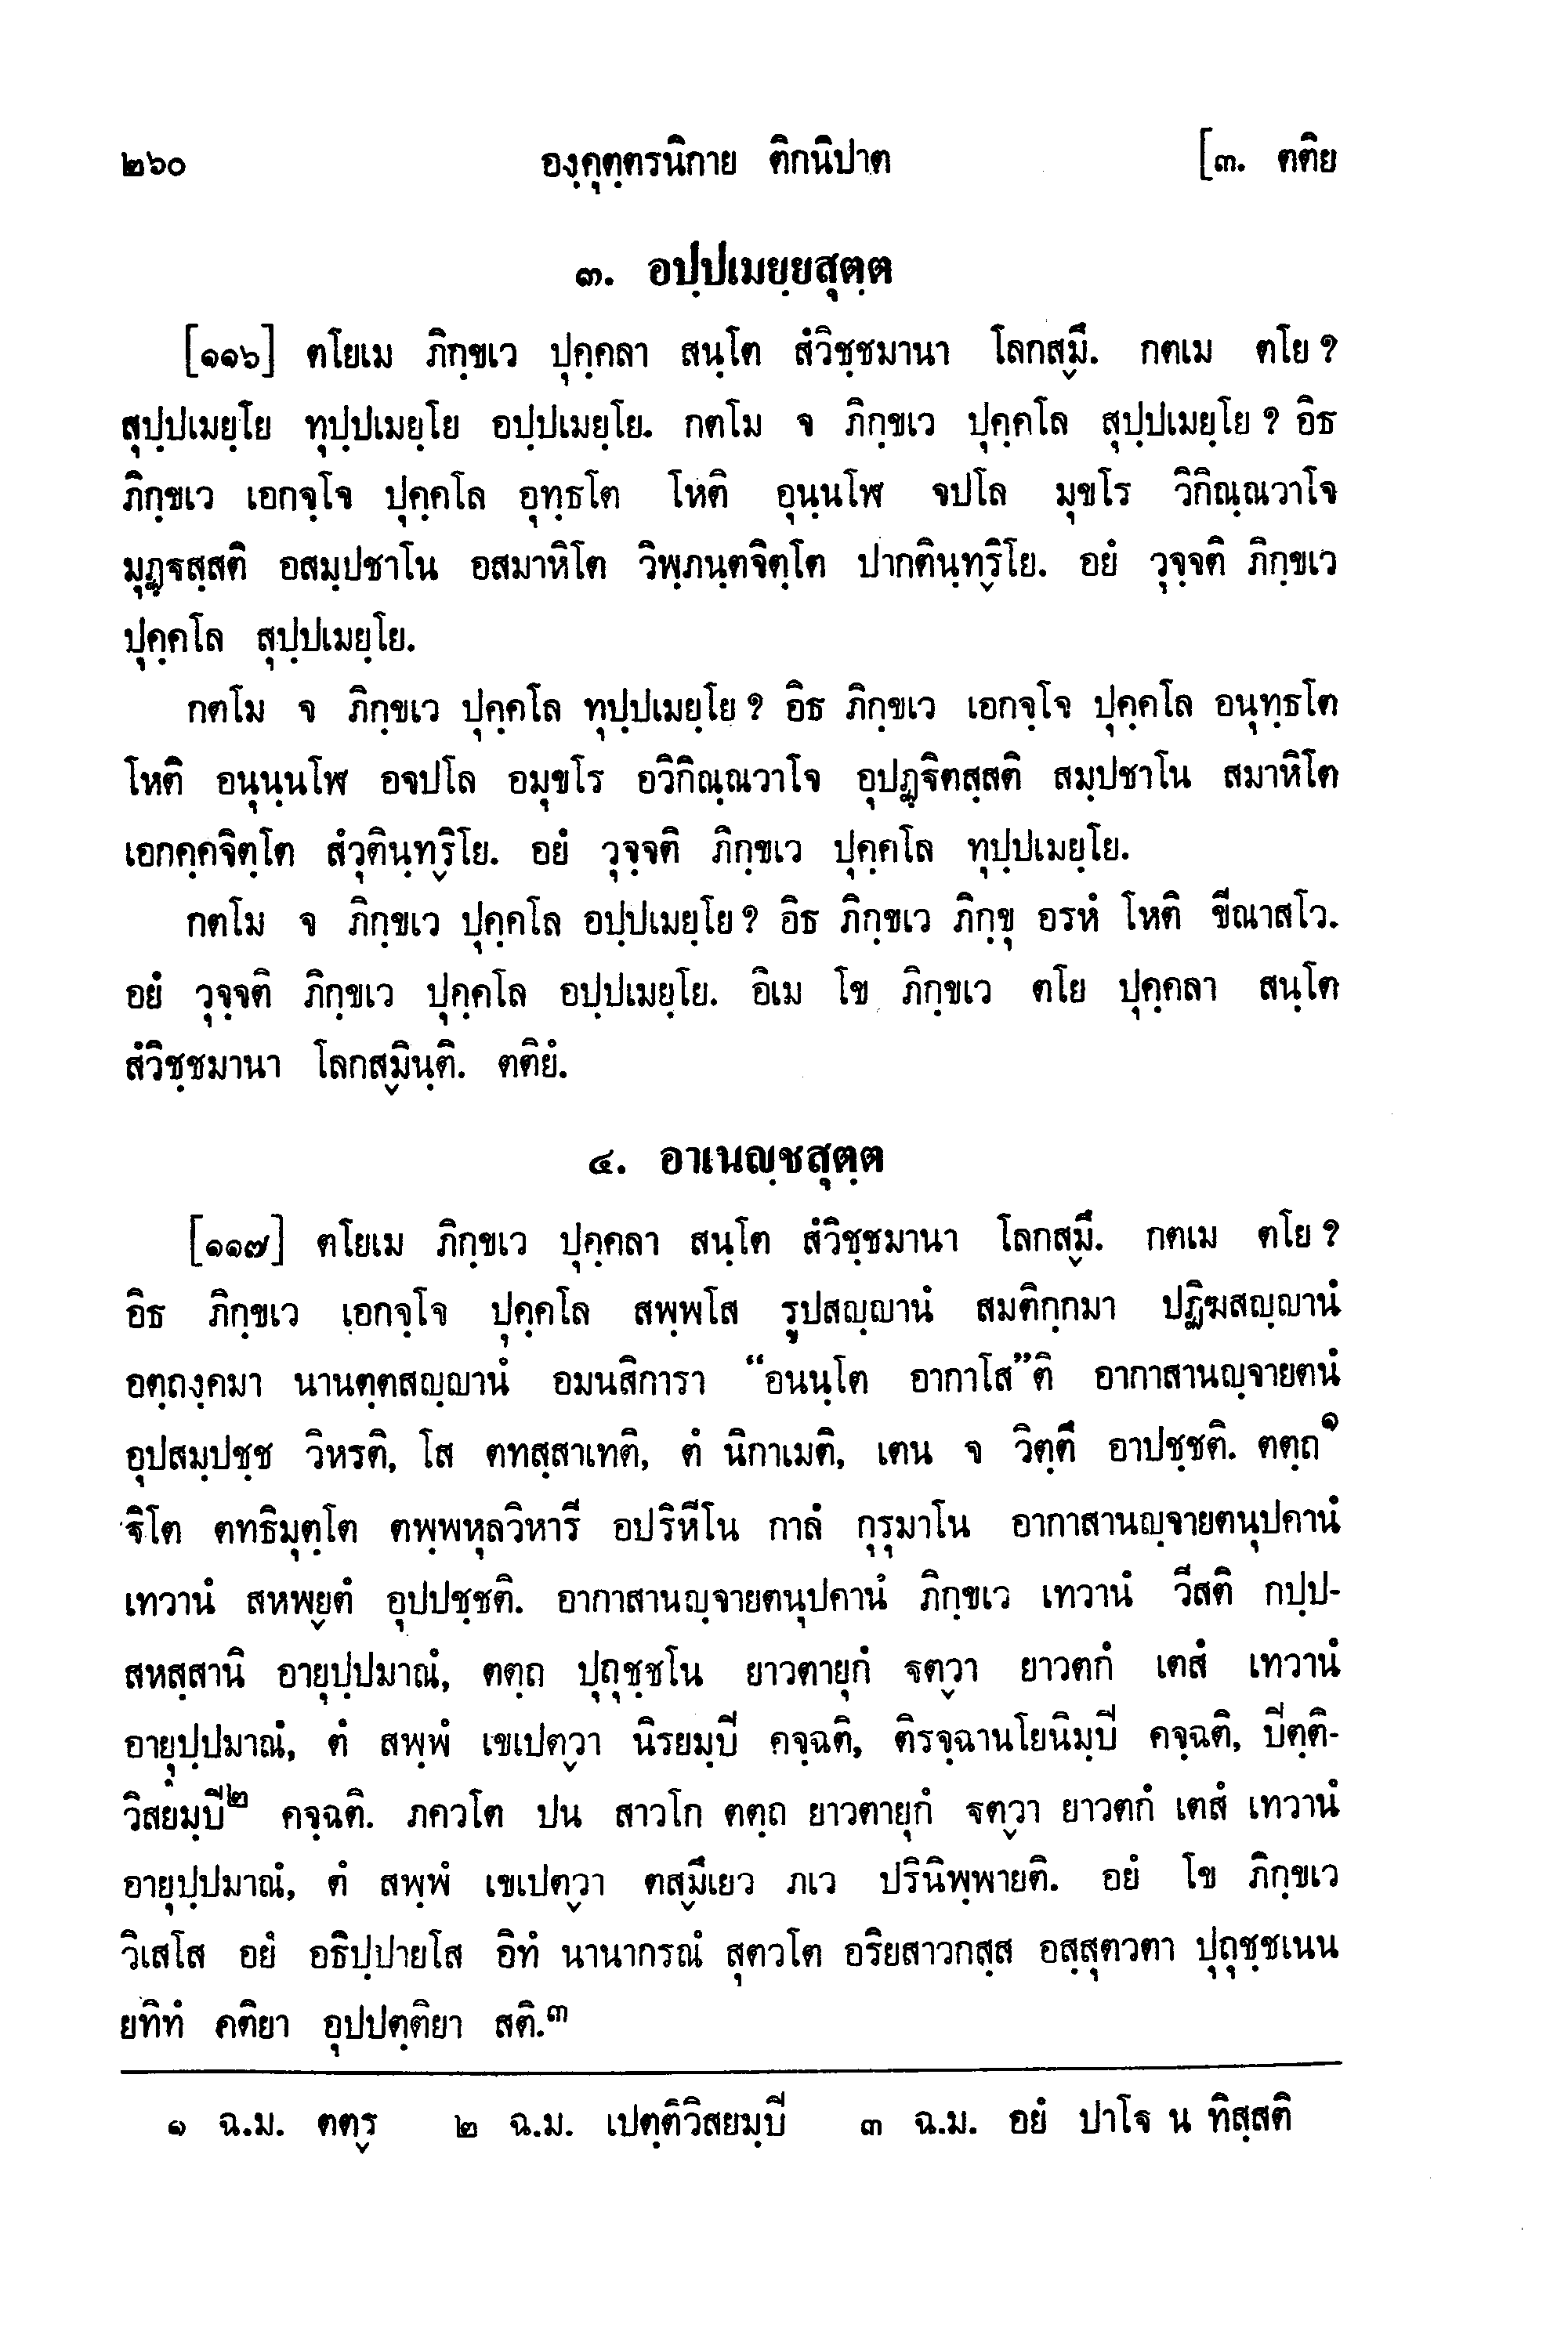 ๒๖๐ องฺคุตฺตรนิกาย ติกนิปาต [๓. ตติย
๓. อปฺปเมยฺยสุตฺต
[๑๑๖] ตโยเม ภิกฺขเว ปุคฺคลา สนฺโต สํวิชฺชมานา โลกสฺมึ. กตเม ตโย ?
สุปฺปเมยฺโย ทุปฺปเมยฺโย อปฺปเมยฺโย. กตโม จ ภิกฺขเว ปุคฺคโล สุปฺปเมยฺโย ? อิธ
ภิกฺขเว เอกจฺโจ ปุคฺคโล อุทฺธโต โหติ อุนฺนโฬ จปโล มุขโร วิกิณฺณวาโจ
มุฏฺฐสฺสติ อสมฺปชาโน อสมาหิโต วิพฺภนฺตจิตฺโต ปากตินฺทฺริโย. อยํ วุจฺจติ ภิกฺขเว
ปุคฺคโล สุปฺปเมยฺโย.
กตโม จ ภิกฺขเว ปุคฺคโล ทุปฺปเมยฺโย ? อิธ ภิกฺขเว เอกจฺโจ ปุคฺคโล อนุทฺธโต
โหติ อนุนฺนโฬ อจปโล อมุขโร อวิกิณฺณวาโจ อุปฏฺฐิตสฺสติ สมฺปชาโน สมาหิโต
เอกคฺคจิตฺโต สํวุตินฺทฺริโย. อยํ วุจฺจติ ภิกฺขเว ปุคฺคโล ทุปฺปเมยฺโย.
กตโม จ ภิกฺขเว ปุคฺคโล อปฺปเมยฺโย ? อิธ ภิกฺขเว ภิกฺขุ อรหํ โหติ ขีณาสโว.
อยํ วุจฺจติ ภิกฺขเว ปุคฺคโล อปฺปเมยฺโย. อิเม โข ภิกฺขเว ตโย ปุคฺคลา สนฺโต
สํวิชฺชมานา โลกสฺมินฺติ. ตติยํ.
๔. อาเนญฺชสุตฺต
[๑๑๗] ตโยเม ภิกฺขเว ปุคฺคลา สนฺโต สํวิชฺชมานา โลกสฺมึ. กตเม ตโย ?
อิธ ภิกฺขเว เอกจฺโจ ปุคฺคโล สพฺพโส รูปสญฺญานํ สมติกฺกมา ปฏิฆสญฺญานํ
อตฺถงฺคมา นานตฺตสญฺญานํ อมนสิการา “อนนฺโต อากาโส”ติ อากาสานญฺจายตนํ
อุปสมฺปชฺช วิหรติ, โส ตทสฺสาเทติ, ตํ นิกาเมติ, เตน จ วิตฺตึ อาปชฺชติ. ตตฺถ๑
ฐิโต ตทธิมุตฺโต ตพฺพหุลวิหารี อปริหีโน กาลํ กุรุมาโน อากาสานญฺจายตนุปคานํ
เทวานํ สหพฺยตํ อุปปชฺชติ. อากาสานญฺจายตนุปคานํ ภิกฺขเว เทวานํ วีสติ กปฺป-
สหสฺสานิ อายุปฺปมาณํ, ตตฺถ ปุถุชฺชโน ยาวตายุกํ ฐตฺวา ยาวตกํ เตสํ เทวานํ
อายุปฺปมาณํ, ตํ สพฺพํ เขเปตฺวา นิรยมฺปิ คจฺฉติ, ติรจฺฉานโยนิมฺปิ คจฺฉติ, ปิตฺติ-
วิสยมฺปิ๒ คจฺฉติ. ภควโต ปน สาวโก ตตฺถ ยาวตายุกํ ฐตฺวา ยาวตกํ เตสํ เทวานํ
อายุปฺปมาณํ, ตํ สพฺพํ เขเปตฺวา ตสฺมึเยว ภเว ปรินิพฺพายติ. อยํ โข ภิกฺขเว
วิเสโส อยํ อธิปฺปายโส อิทํ นานากรณํ สุตวโต อริยสาวกสฺส อสฺสุตวตา ปุถุชฺชเนน
ยทิทํ คติยา อุปปตฺติยา สติ.๓
๑ ฉ.ม. ตตฺร ๒ ฉ.ม. เปตฺติวิสยมฺปิ ๓ ฉ.ม. อยํ ปาโฐ น ทิสฺสติ